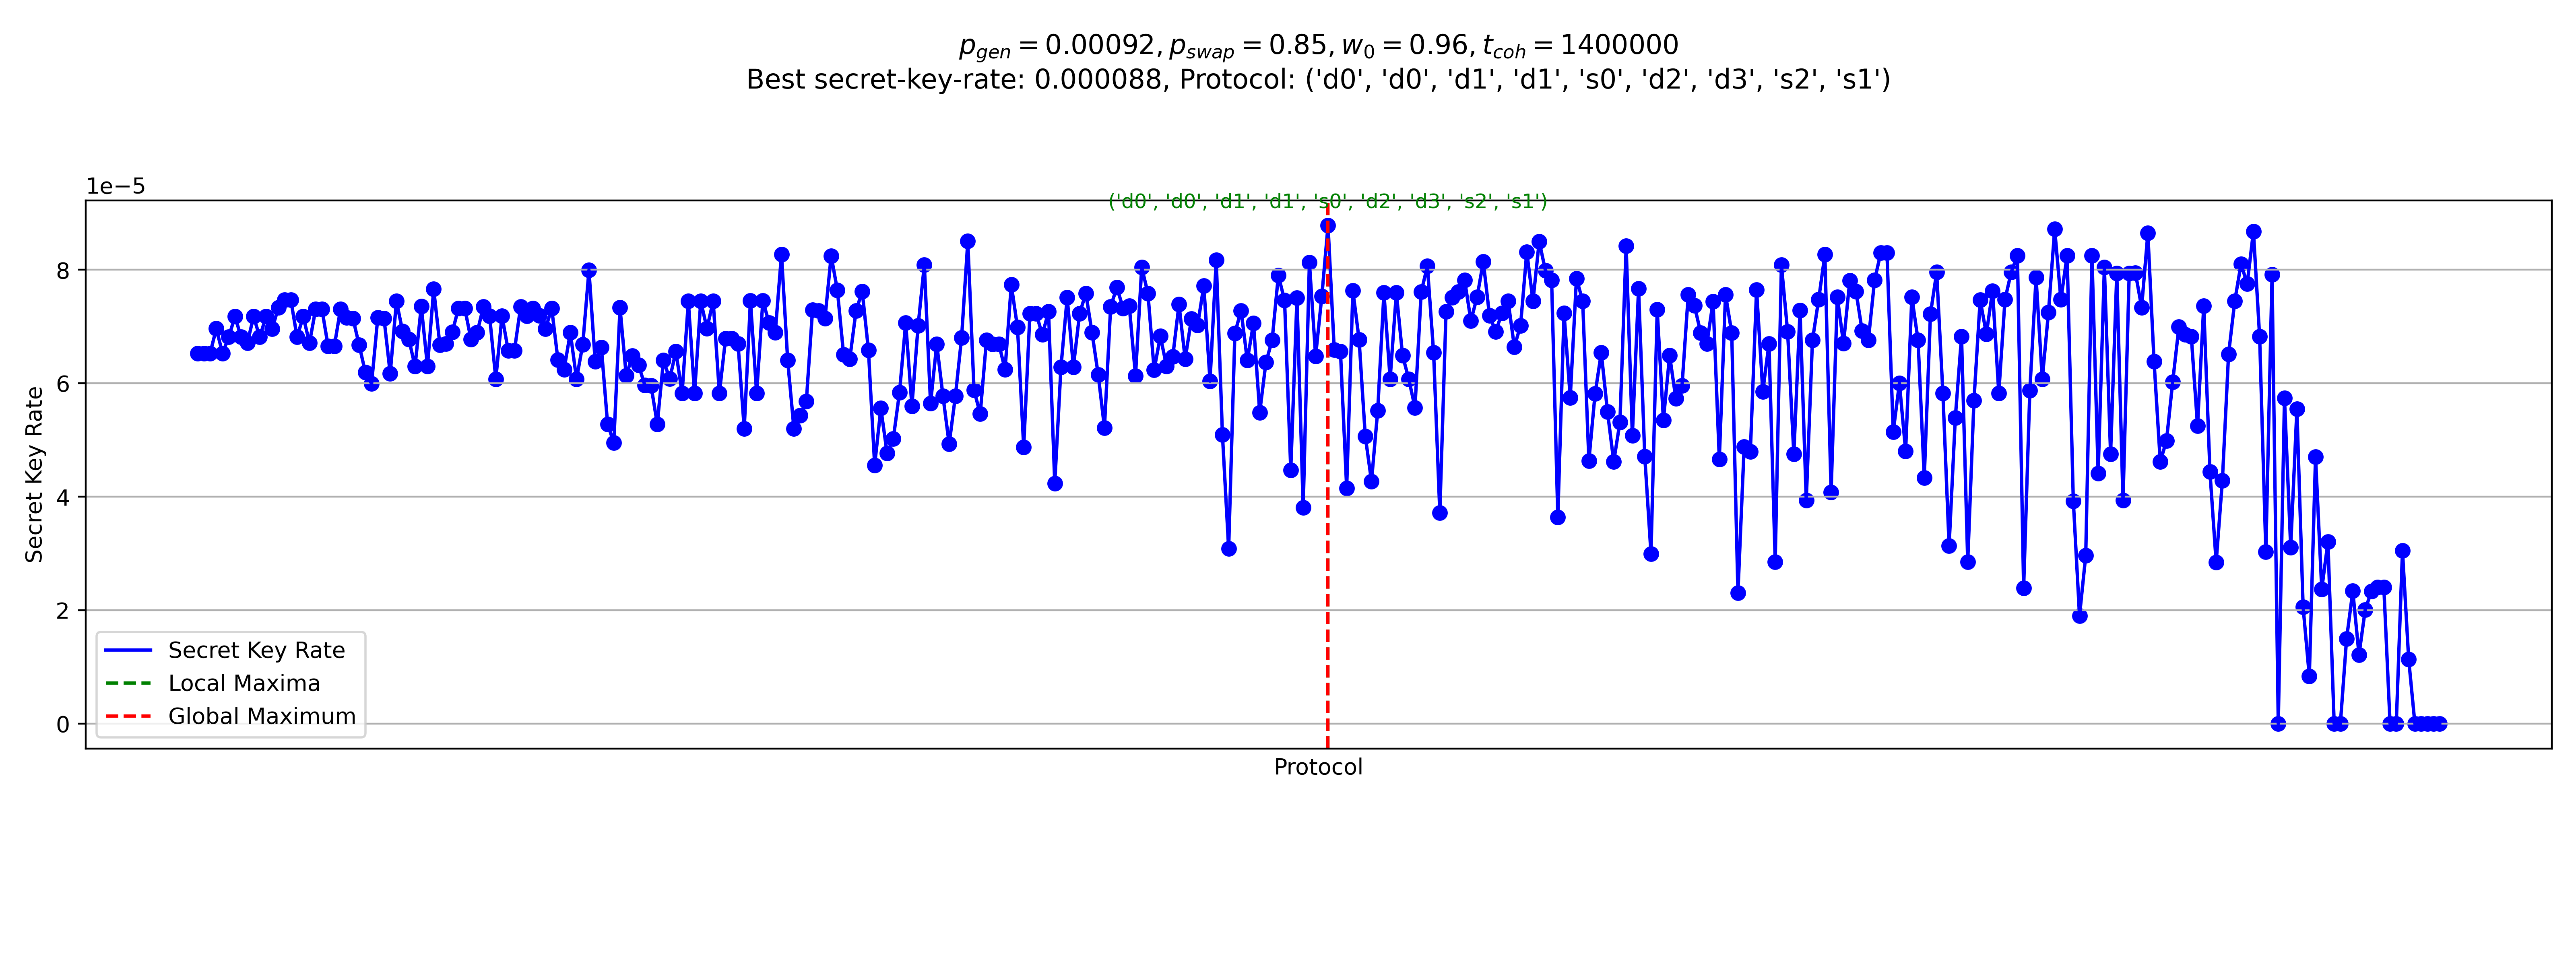 p_gen = 0.00092, p_swap = 0.85, w_0 = 0.96, t_coh = 1400000
Best secret-key-rate: 0.000088, Protocol: ('d0', 'd0', 'd1', 'd1', 's0', 'd2', 'd3', 's2', 's1')
1e−5
('d0', 'd0', 'd1', 'd1', 's0', 'd2', 'd3', 's2', 's1')
8
6
4
2
0
Secret Key Rate
Secret Key Rate
Local Maxima
Global Maximum
Protocol